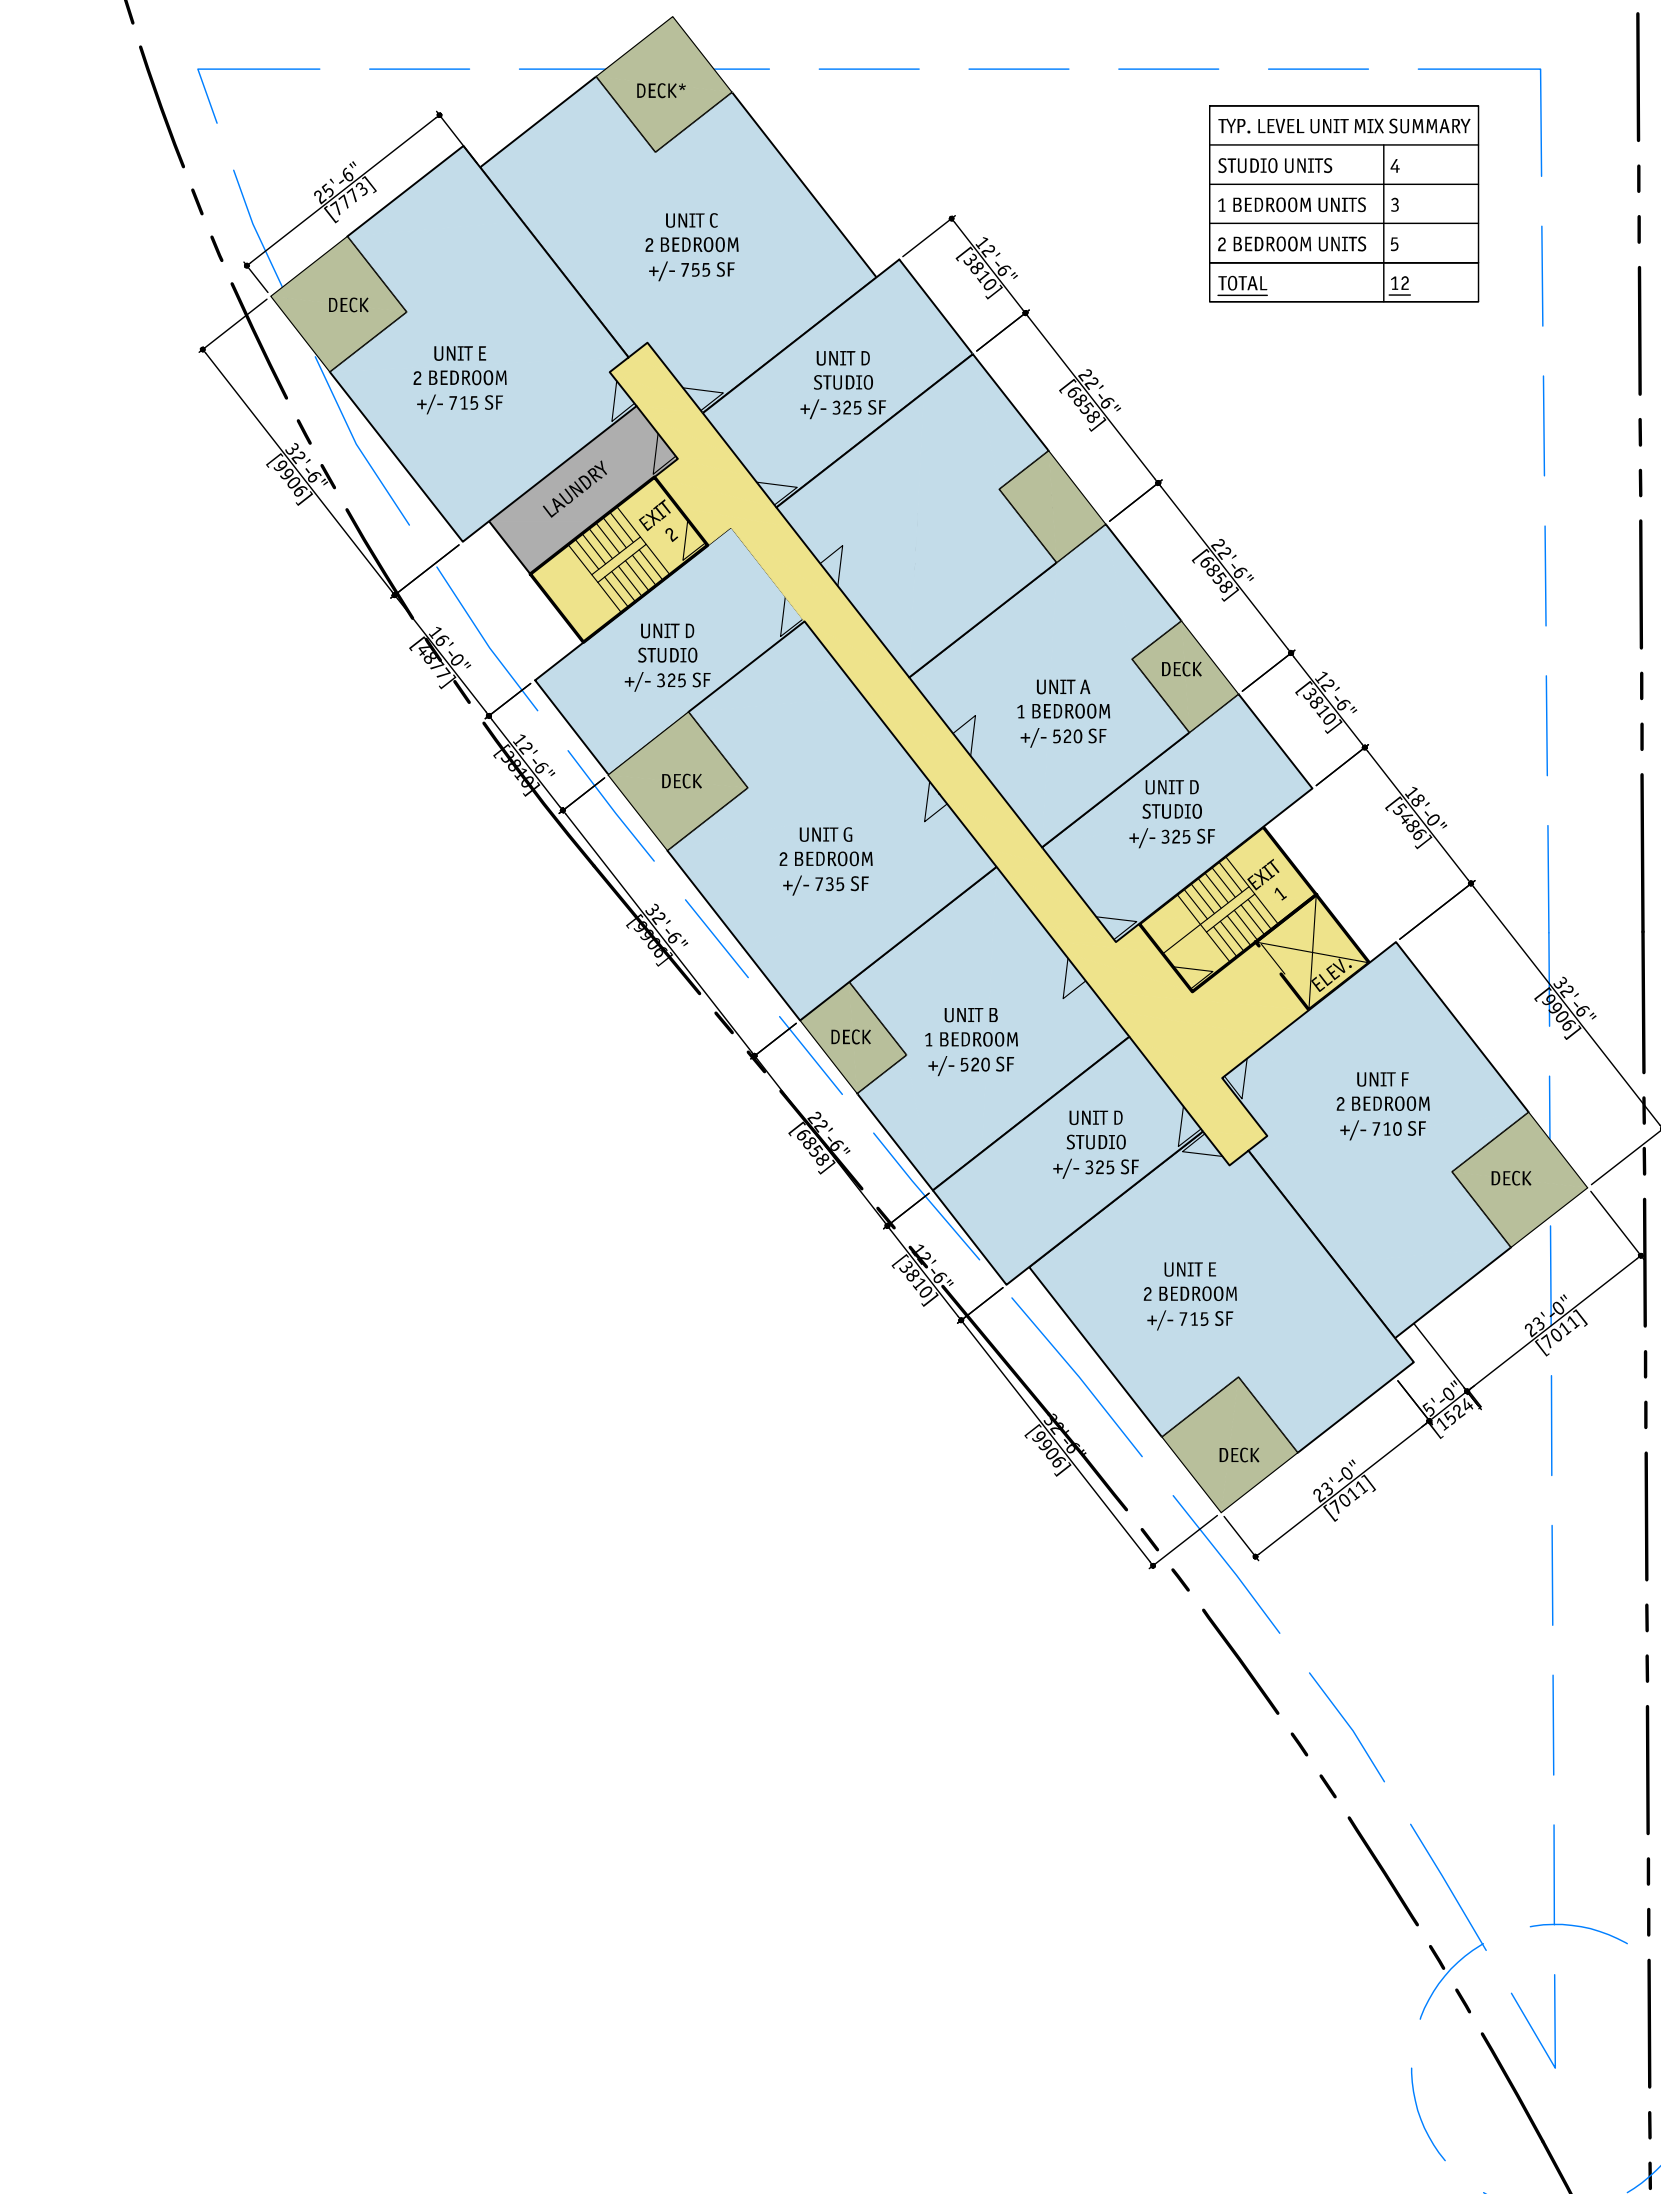 DECK*
TYP. LEVEL UNIT MIX SUMMARY
STUDIO UNITS 4
1 BEDROOM UNITS 3
2 BEDROOM UNITS 5
TOTAL 12
25'-6"
[7773]
UNIT C
2 BEDROOM
+/- 755 SF
12'-6"
[3810]
DECK
UNIT E
2 BEDROOM
+/- 715 SF
UNIT D
STUDIO
+/- 325 SF
22'-6"
[6858]
32'-6"
[9906]
LAUNDRY
EXIT
2
22'-6"
[6858]
16'-0"
[4877]
UNIT D
STUDIO
+/- 325 SF
UNIT A
1 BEDROOM
+/- 520 SF
DECK
12'-6"
[3810]
12'-6"
[3810]
DECK
UNIT D
STUDIO
+/- 325 SF
18'-0"
[5486]
UNIT G
2 BEDROOM
+/- 735 SF
EXIT
1
ELEV.
32'-6"
[9906]
32'-6"
[9906]
DECK
UNIT B
1 BEDROOM
+/- 520 SF
UNIT F
2 BEDROOM
+/- 710 SF
DECK
22'-6"
[6858]
UNIT D
STUDIO
+/- 325 SF
12'-6"
[3810]
UNIT E
2 BEDROOM
+/- 715 SF
23'-0"
[7011]
5'-0"
[1524]
32'-6"
[9906]
DECK
23'-0"
[7011]